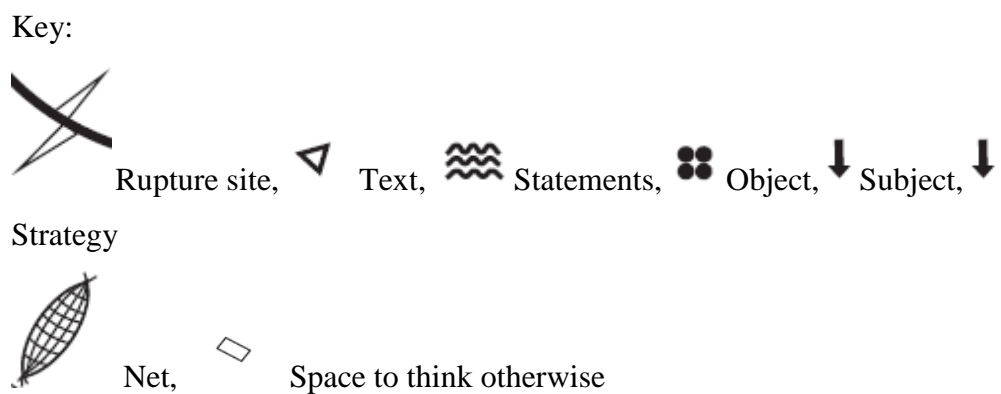 Key:
Rupture site, Text, Statements, Object, Subject,
Strategy
Net, Space to think otherwise